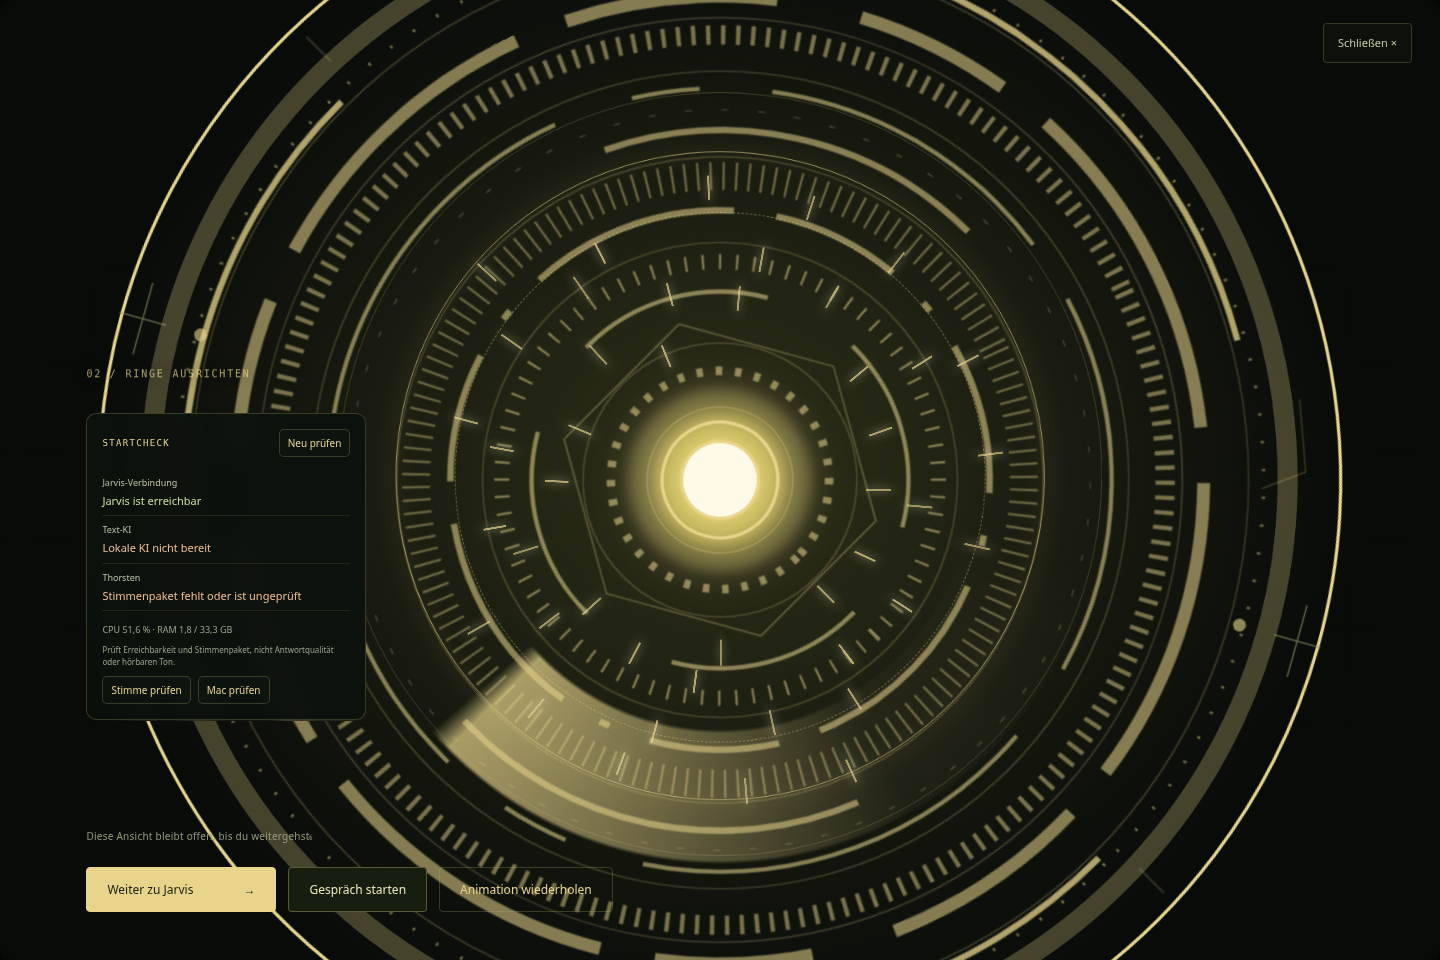 Schließen ×
02 / RINGE AUSRICHTEN
STARTCHECK
Neu prüfen
Jarvis-Verbindung
Jarvis ist erreichbar
Text-KI
Lokale KI nicht bereit
Thorsten
Stimmenpaket fehlt oder ist ungeprüft
CPU 51,6 % · RAM 1,8 / 33,3 GB
Prüft Erreichbarkeit und Stimmenpaket, nicht Antwortqualität
oder hörbaren Ton.
Stimme prüfen
Mac prüfen
Diese Ansicht bleibt offen, bis du weitergehst.
Weiter zu Jarvis →
Gespräch starten
Animation wiederholen